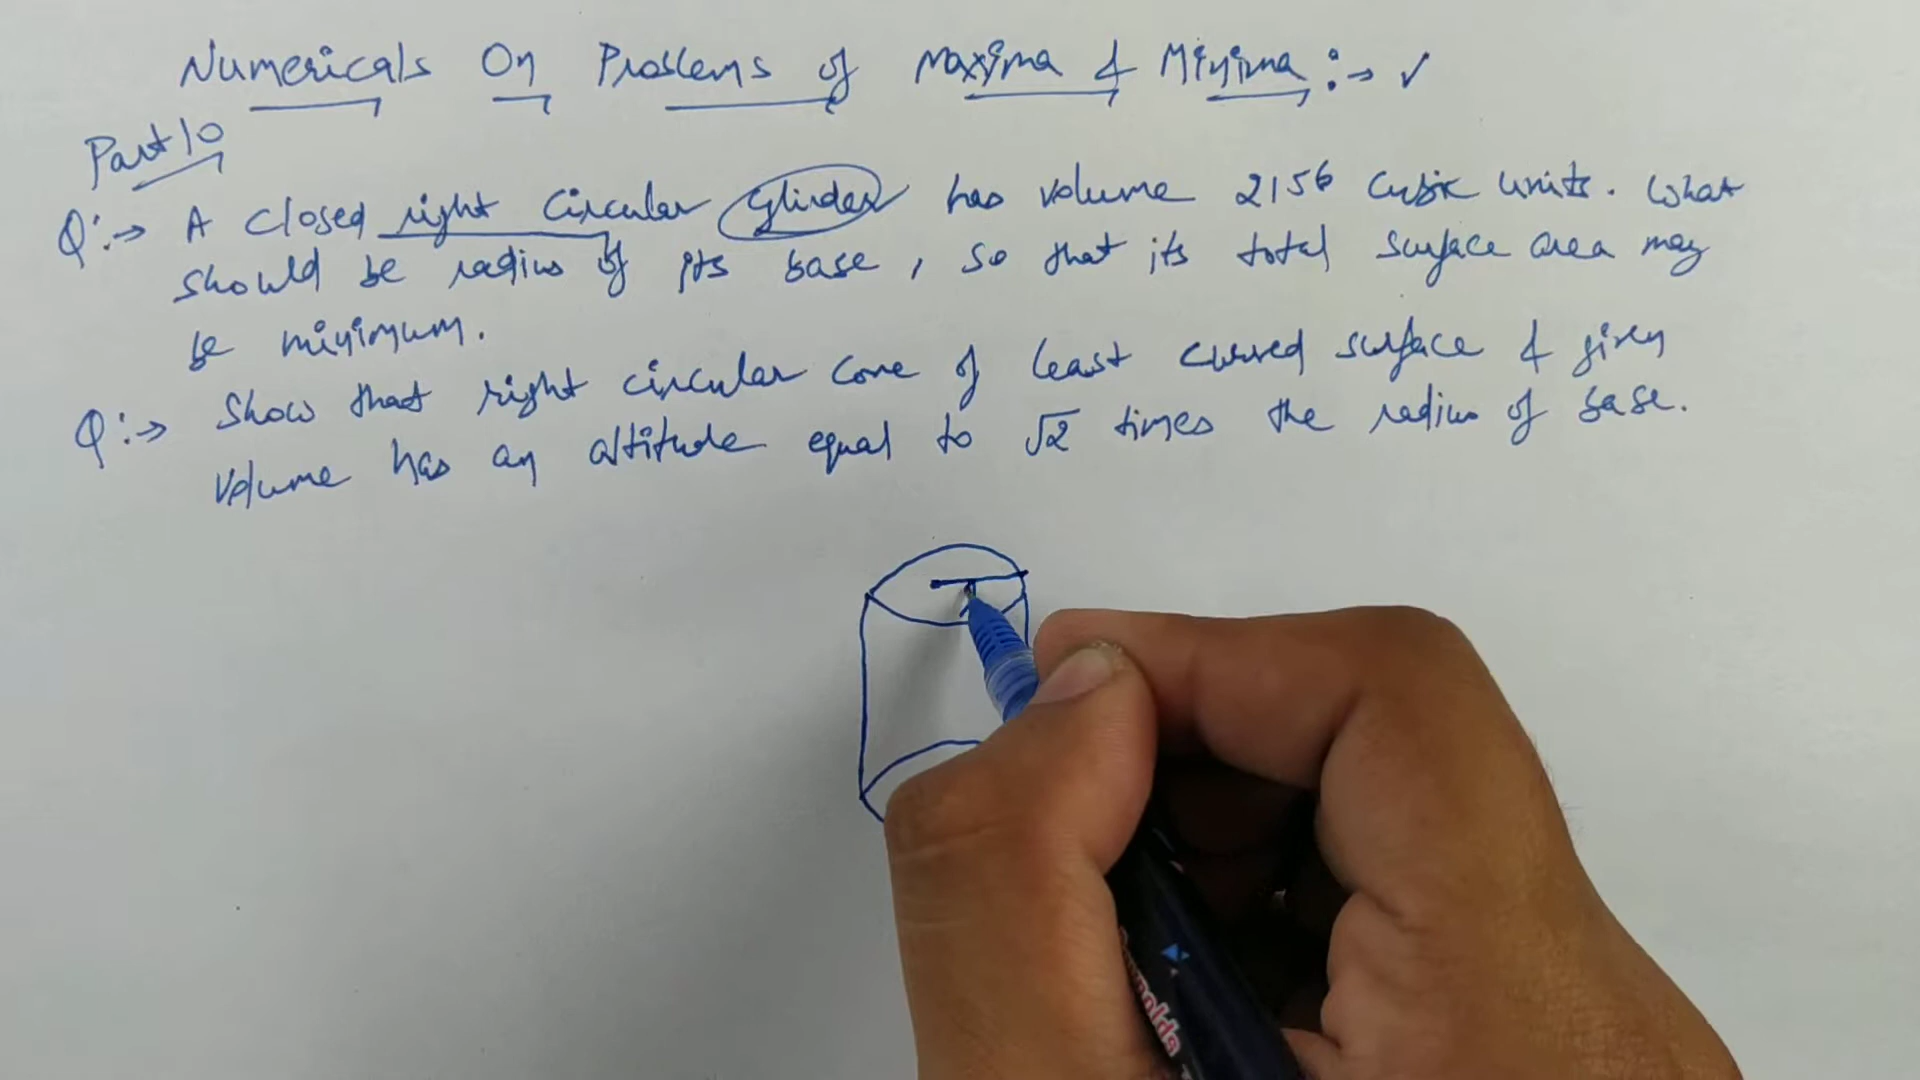 Numericals On Problems of Maxima & Minima :→ ✓
Part 10
Q:→ A closed right circular cylinder has volume 2156 cubic units. What
should be radius of its base, so that its total surface area may
be minimum.
Q:→ Show that right circular cone of least curved surface & given
volume has an altitude equal to √2 times the radius of base.